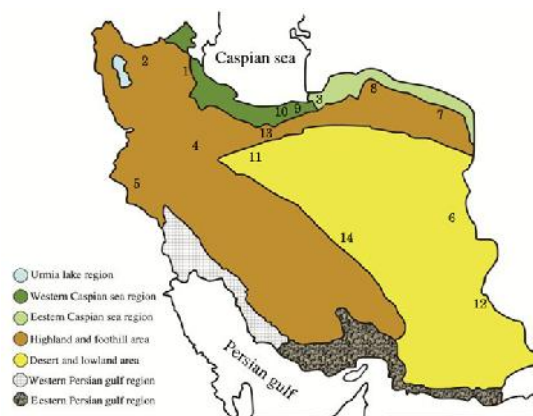 Caspian sea
2
1
3
8
10
9
7
13
4
11
5
6
14
12
Urmia lake region
Western Caspian sea region
Eestern Caspian sea region
Highland and foothill area
Desert and lowland area
Western Persian gulf region
Eestern Persian gulf region
Persian gulf